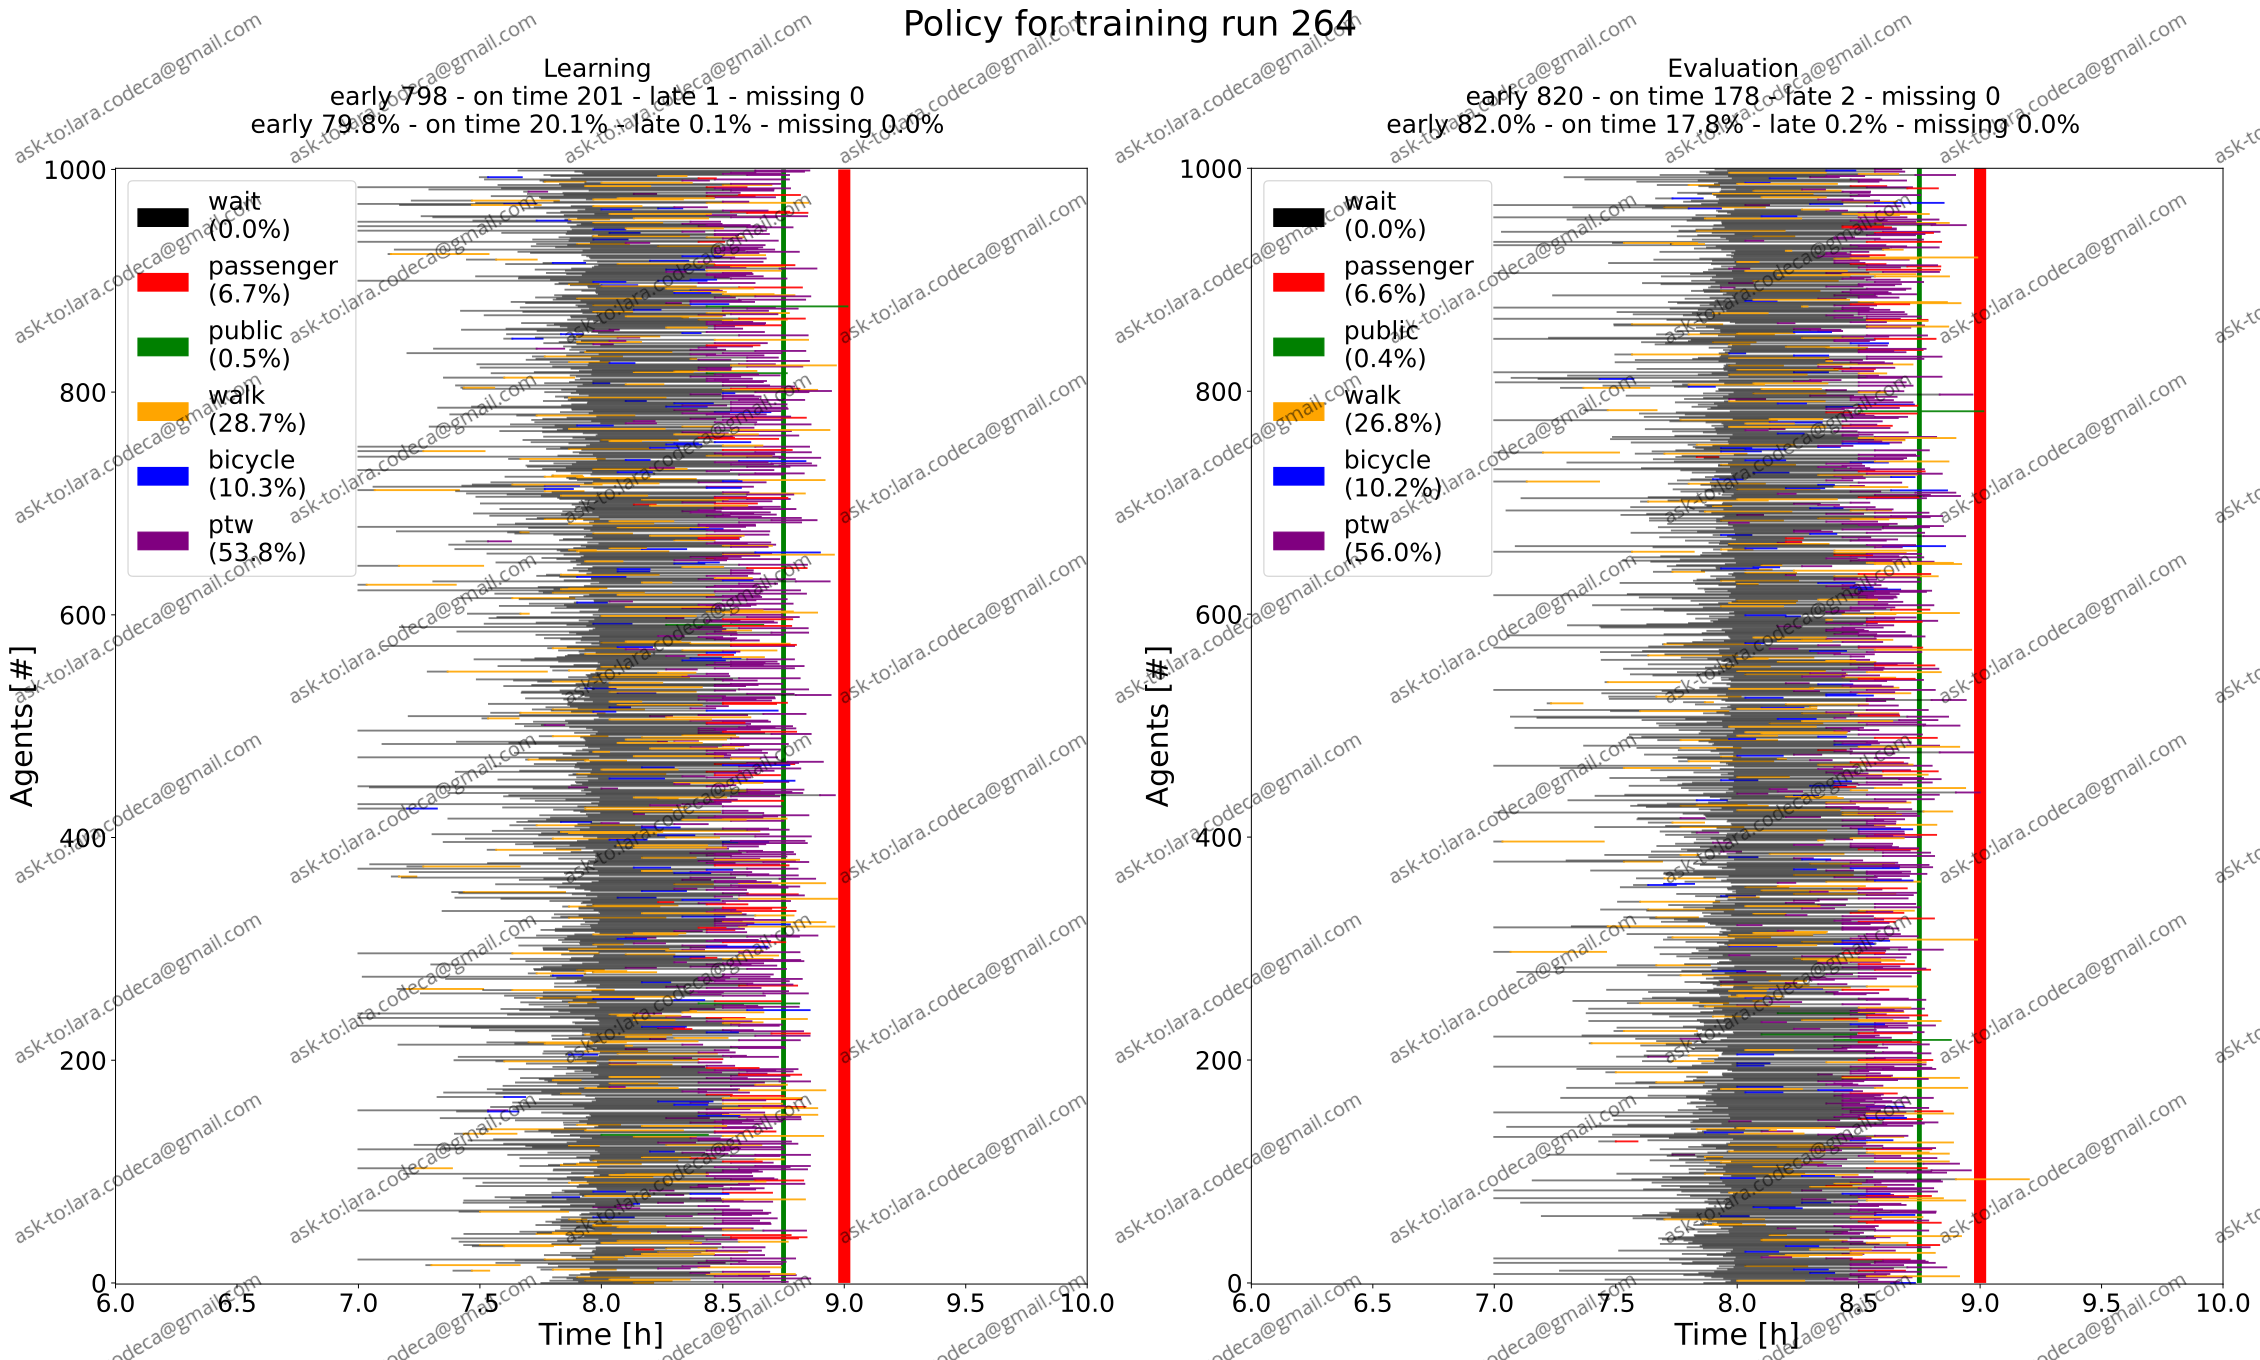 Policy for training run 264
Learning
early 798 - on time 201 - late 1 - missing 0
early 79.8% - on time 20.1% - late 0.1% - missing 0.0%
1000
800
600
400
200
0
Agents [#]
wait
(0.0%)
passenger
(6.7%)
public
(0.5%)
walk
(28.7%)
bicycle
(10.3%)
ptw
(53.8%)
6.0 6.5 7.0 7.5 8.0 8.5 9.0 9.5 10.0
Time [h]
Evaluation
early 820 - on time 178 - late 2 - missing 0
early 82.0% - on time 17.8% - late 0.2% - missing 0.0%
1000
800
600
400
200
0
Agents [#]
wait
(0.0%)
passenger
(6.6%)
public
(0.4%)
walk
(26.8%)
bicycle
(10.2%)
ptw
(56.0%)
6.0 6.5 7.0 7.5 8.0 8.5 9.0 9.5 10.0
Time [h]
ask-to:lara.codeca@gmail.com